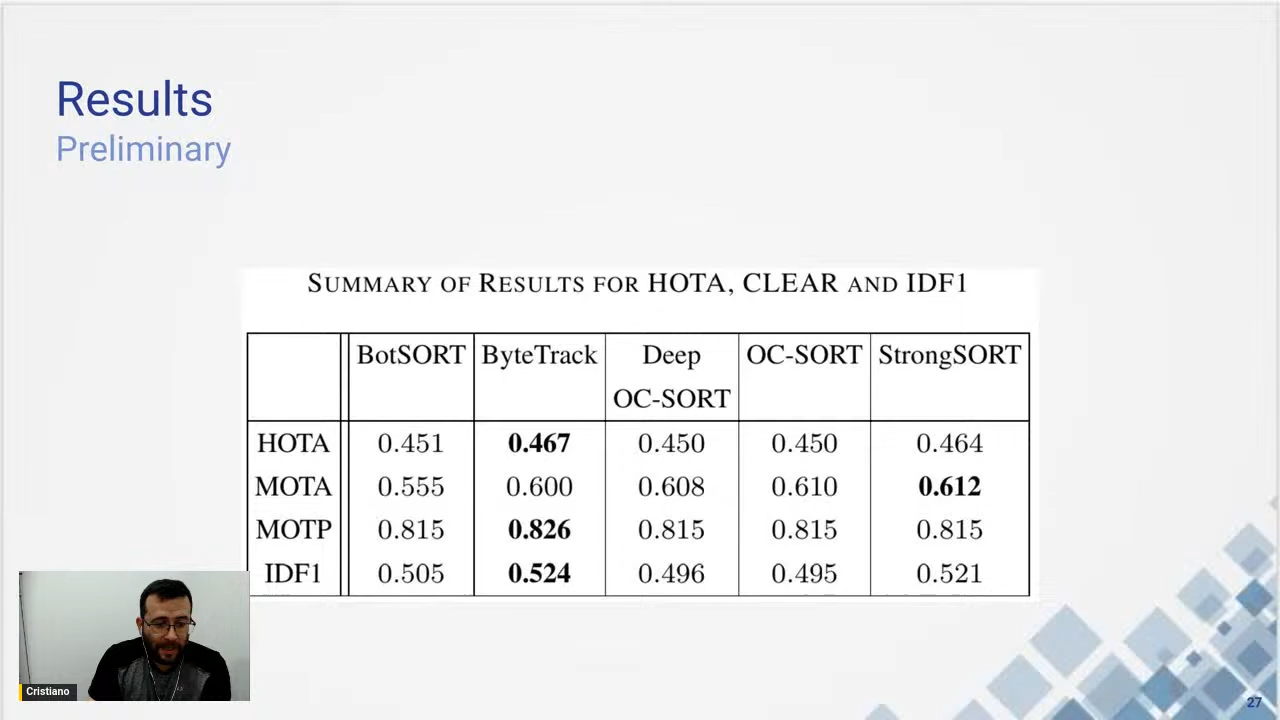 Results
Preliminary
SUMMARY OF RESULTS FOR HOTA, CLEAR AND IDF1
BotSORT ByteTrack Deep OC-SORT OC-SORT StrongSORT
HOTA 0.451 0.467 0.450 0.450 0.464
MOTA 0.555 0.600 0.608 0.610 0.612
MOTP 0.815 0.826 0.815 0.815 0.815
IDF1 0.505 0.524 0.496 0.495 0.521
Cristiano
27